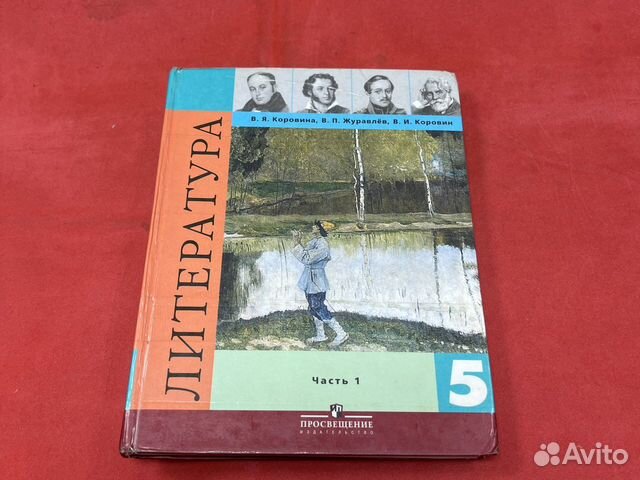 В. Я. Коровина, В. П. Журавлёв, В. И. Коровин
ЛИТЕРАТУРА
Часть 1
5
ПРОСВЕЩЕНИЕ
ИЗДАТЕЛЬСТВО
Avito